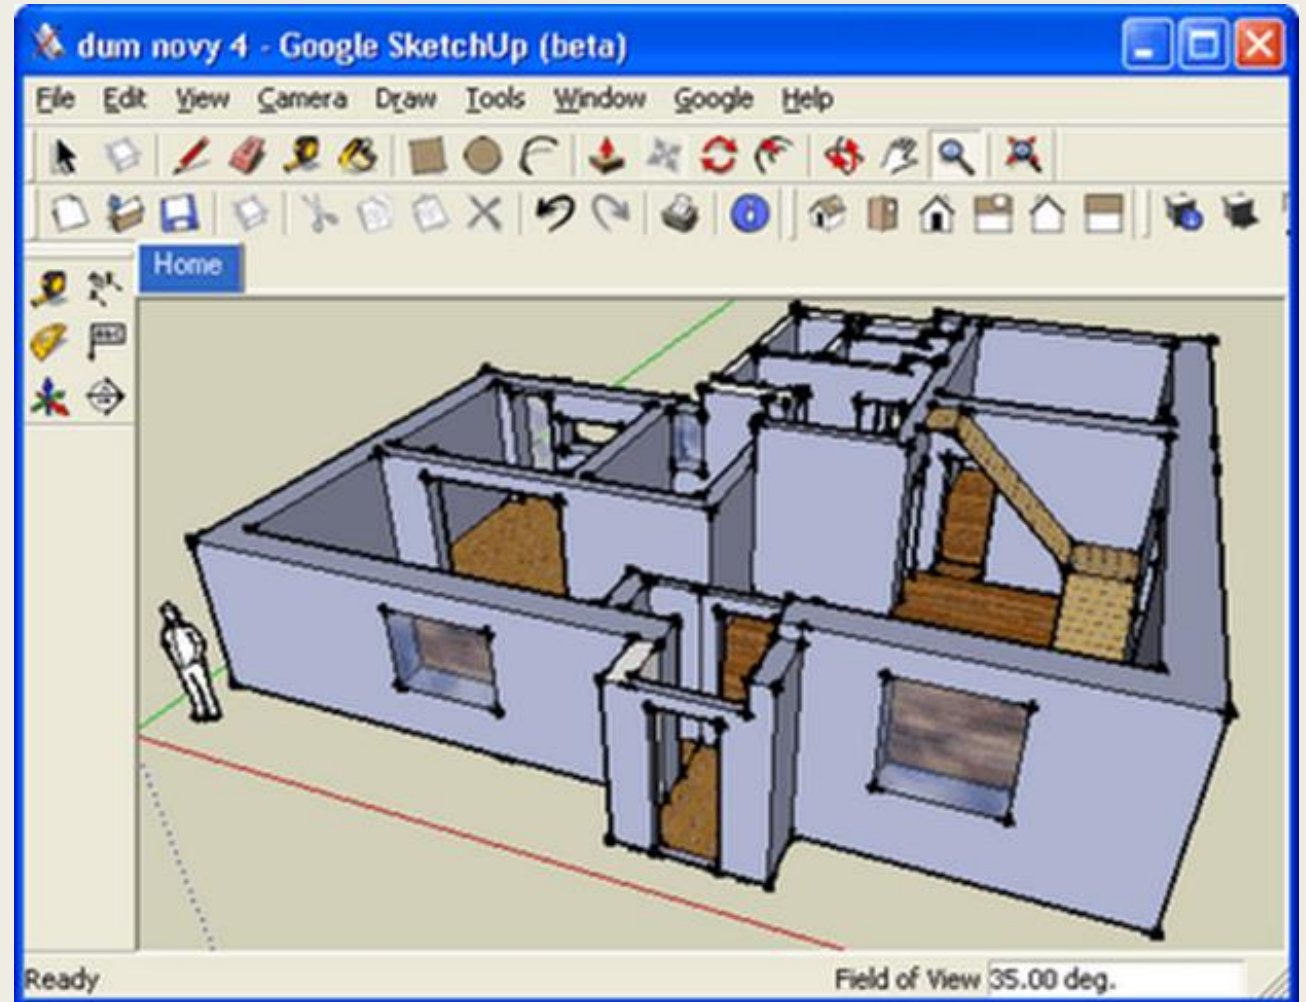 dum novy 4 - Google SketchUp (beta)
File Edit View Camera Draw Tools Window Google Help
Home
Ready
Field of View 35.00 deg.